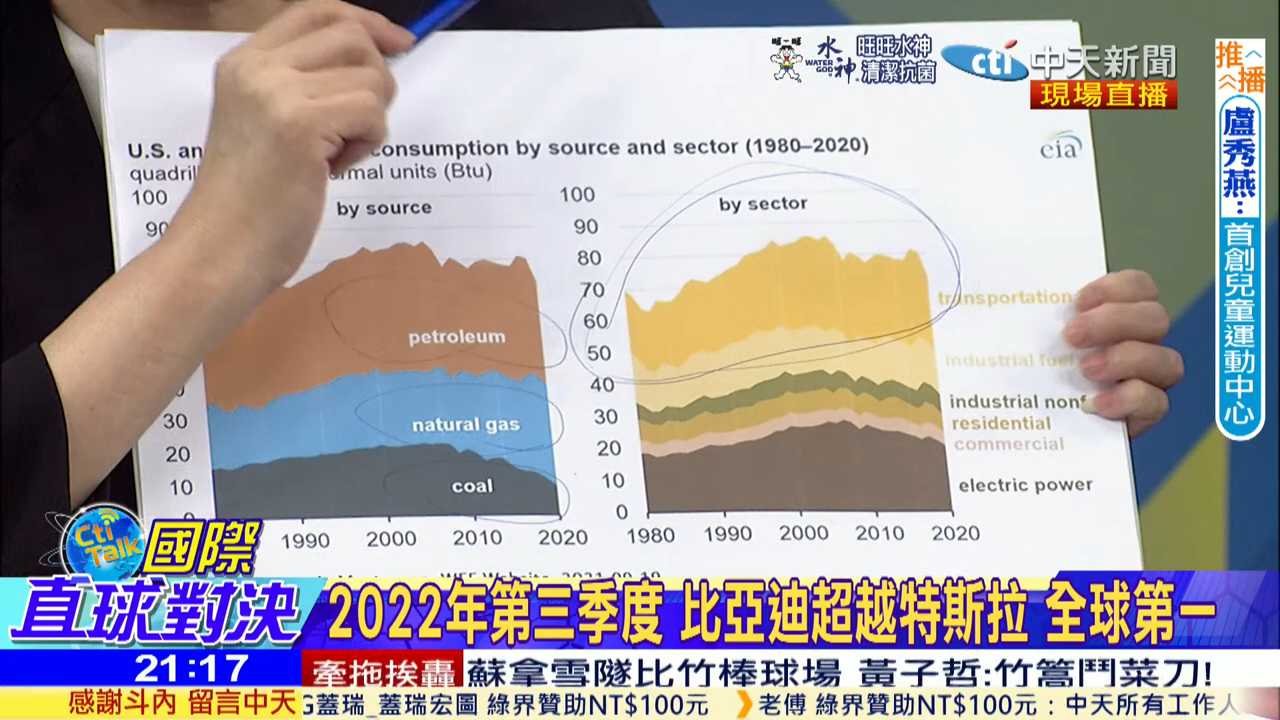 旺一旺
水神
WATER GOD
旺旺水神
清潔抗菌
cti 中天新聞
現場直播
推播
盧秀燕:首創兒童運動中心
U.S. an consumption by source and sector (1980–2020)
quadril rmal units (Btu)
eia
by source
100
90
30
20
10
petroleum
natural gas
coal
1990 2000 2010 2020
by sector
100
90
80
70
60
50
40
30
20
10
0
transportation
industrial fuel
industrial nonf
residential
commercial
electric power
1980 1990 2000 2010 2020
Cti Talk
國際
直球對決
2022年第三季度 比亞迪超越特斯拉 全球第一
21:17
牽拖挨轟
蘇拿雪隧比竹棒球場 黃子哲:竹篙鬥菜刀!
感謝斗內 留言中天
G蓋瑞_蓋瑞宏圖 綠界贊助NT$100元 》老傅 綠界贊助NT$100元:中天所有工作人